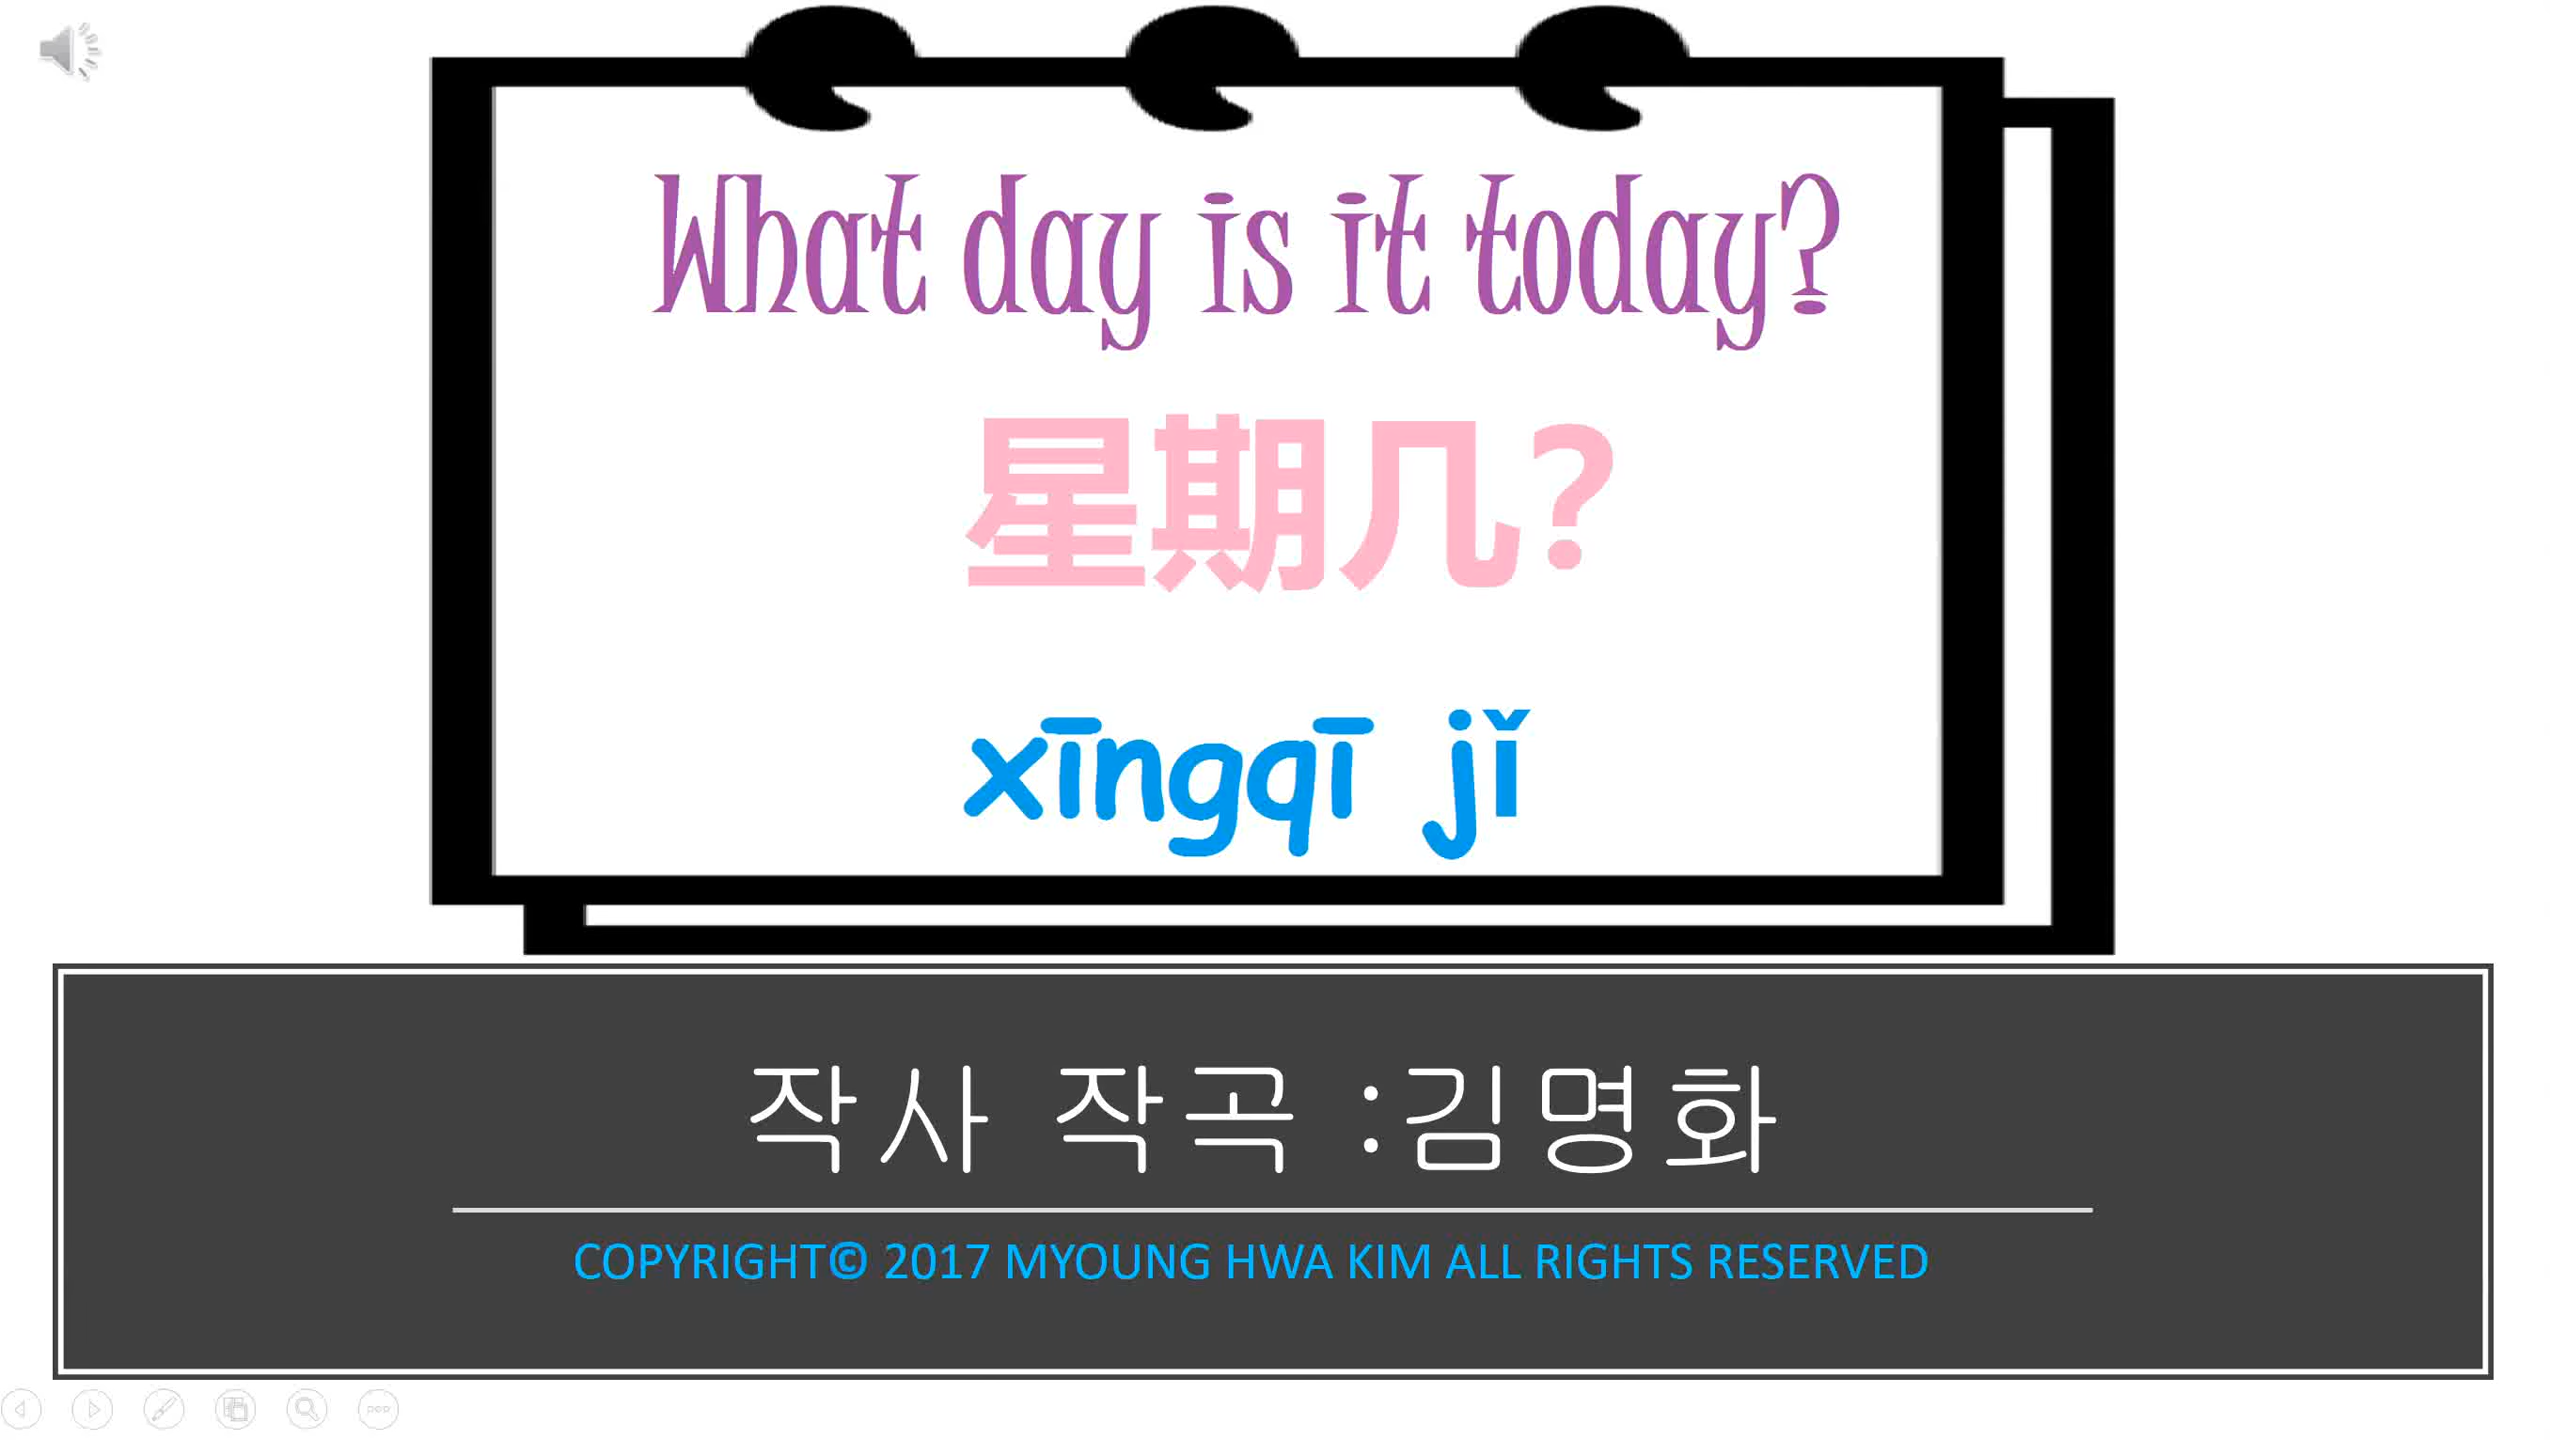 What day is it today?
星期几?
xīngqī jǐ
작사 작곡 :김명화
COPYRIGHT© 2017 MYOUNG HWA KIM ALL RIGHTS RESERVED